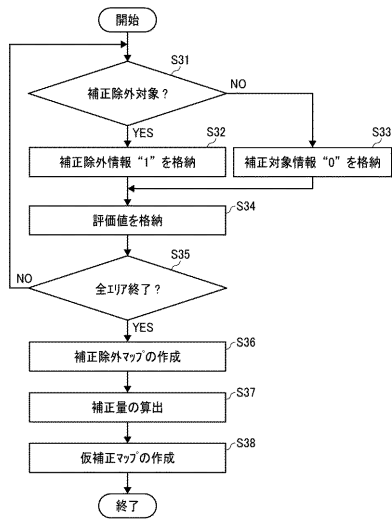 開始
S31
補正除外対象？
NO
YES
S32
補正除外情報“1”を格納
S33
補正対象情報“0”を格納
S34
評価値を格納
S35
全エリア終了？
NO
YES
S36
補正除外マップの作成
S37
補正量の算出
S38
仮補正マップの作成
終了